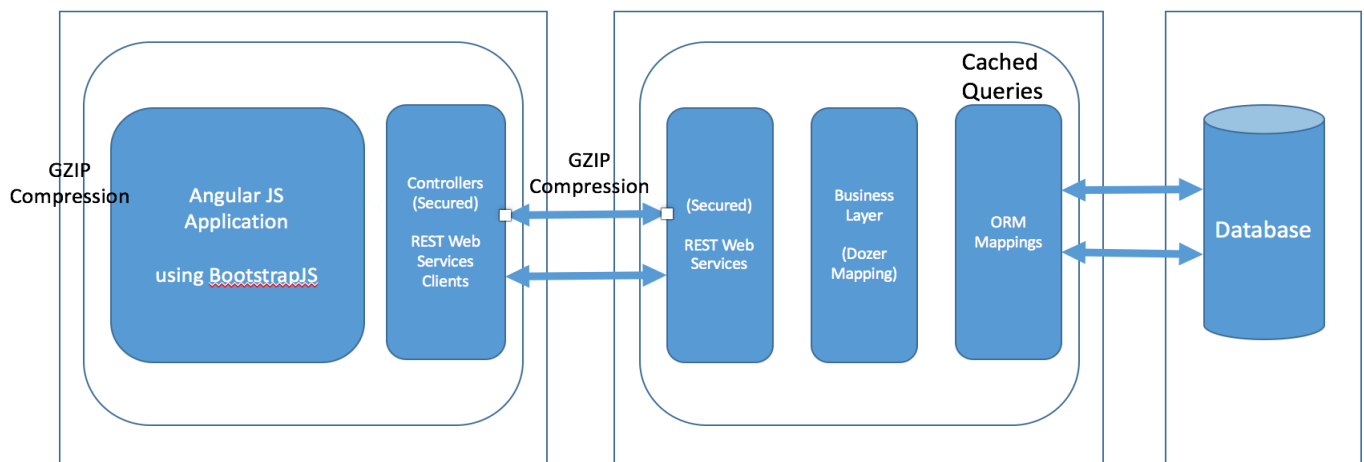 GZIP
Compression
Angular JS
Application
using BootstrapJS
Controllers
(Secured)
REST Web
Services
Clients
GZIP
Compression
(Secured)
REST Web
Services
Business
Layer
(Dozer
Mapping)
Cached
Queries
ORM
Mappings
Database